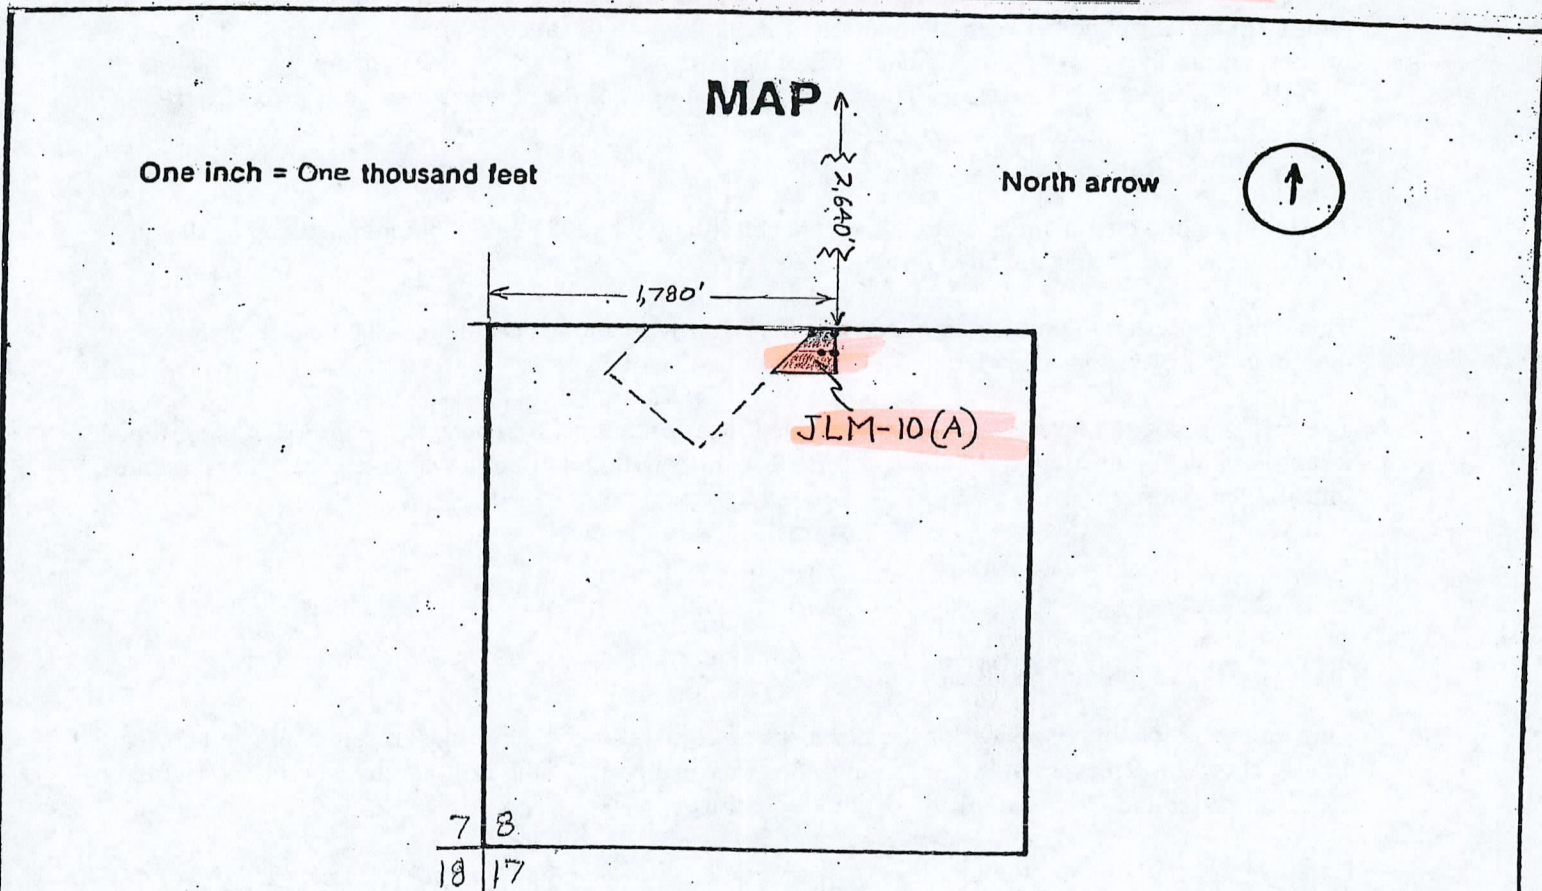 MAP
2,640'
One inch = One thousand feet
North arrow
1,780'
JLM-10(A)
7 8
18 17